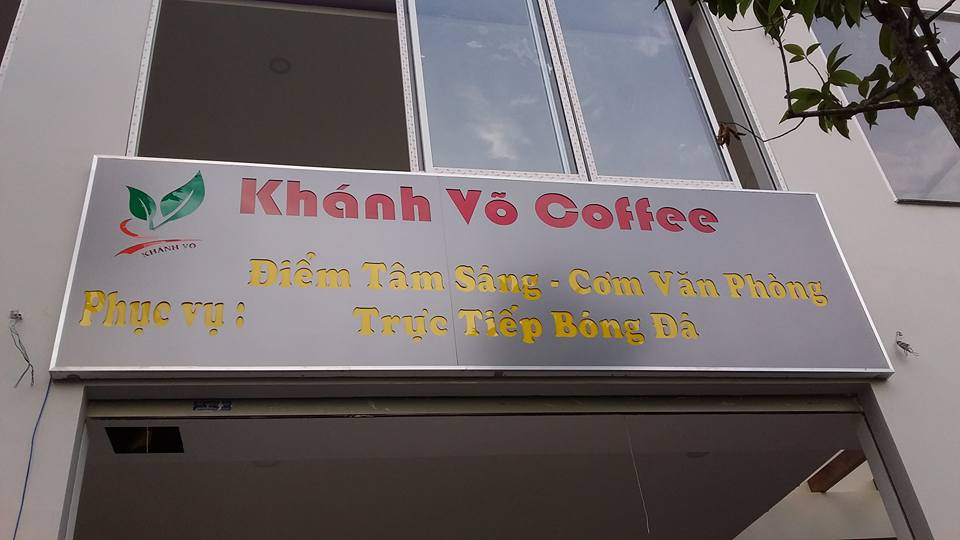 Khánh Võ Coffee
KHÁNH VÕ
Điểm Tâm Sáng - Cơm Văn Phòng
Phục vụ : Trực Tiếp Bóng Đá